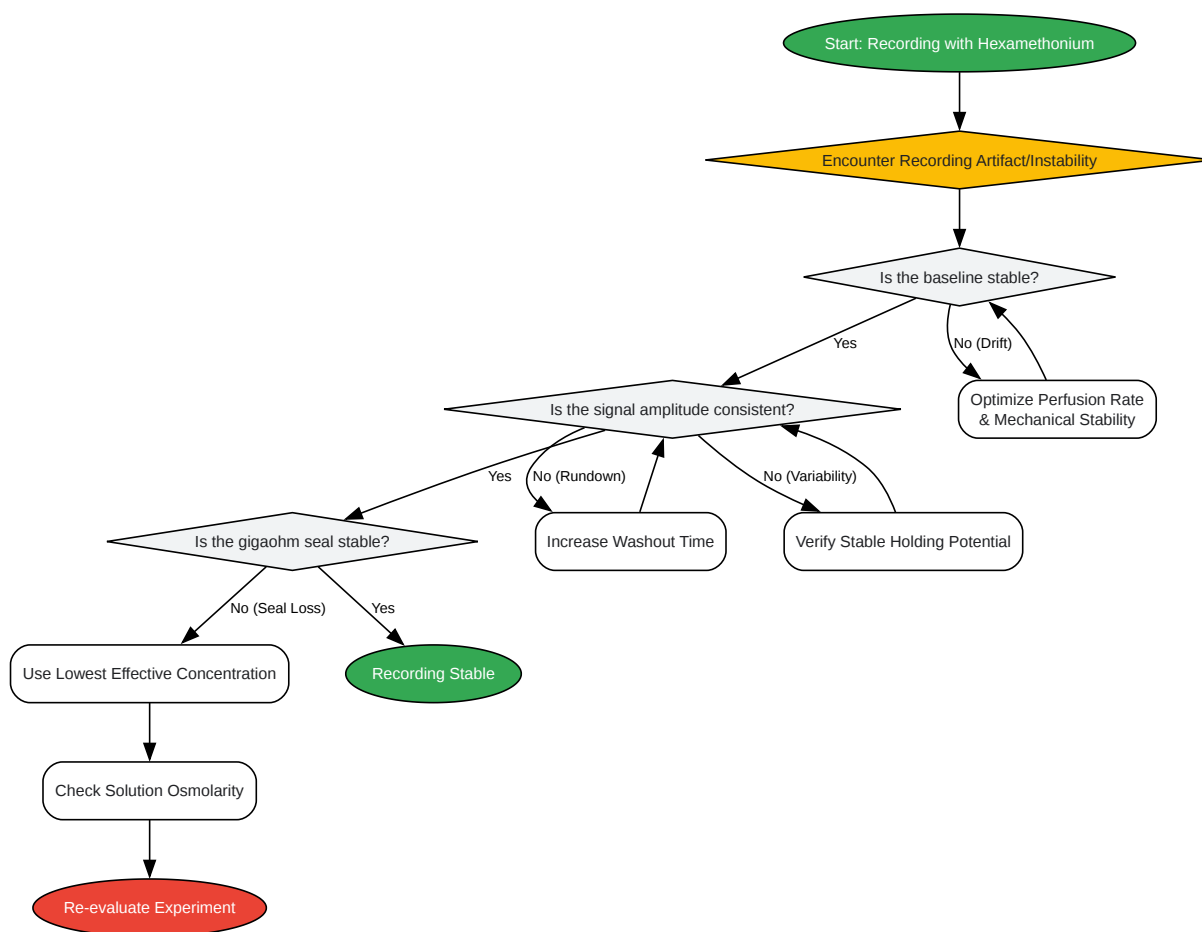 Start: Recording with Hexamethonium
Encounter Recording Artifact/Instability
Is the baseline stable?
Yes
No (Drift)
Optimize Perfusion Rate
& Mechanical Stability
Is the signal amplitude consistent?
Yes
No (Rundown)
No (Variability)
Is the gigaohm seal stable?
Increase Washout Time
Verify Stable Holding Potential
No (Seal Loss)
Yes
Use Lowest Effective Concentration
Recording Stable
Check Solution Osmolarity
Re-evaluate Experiment